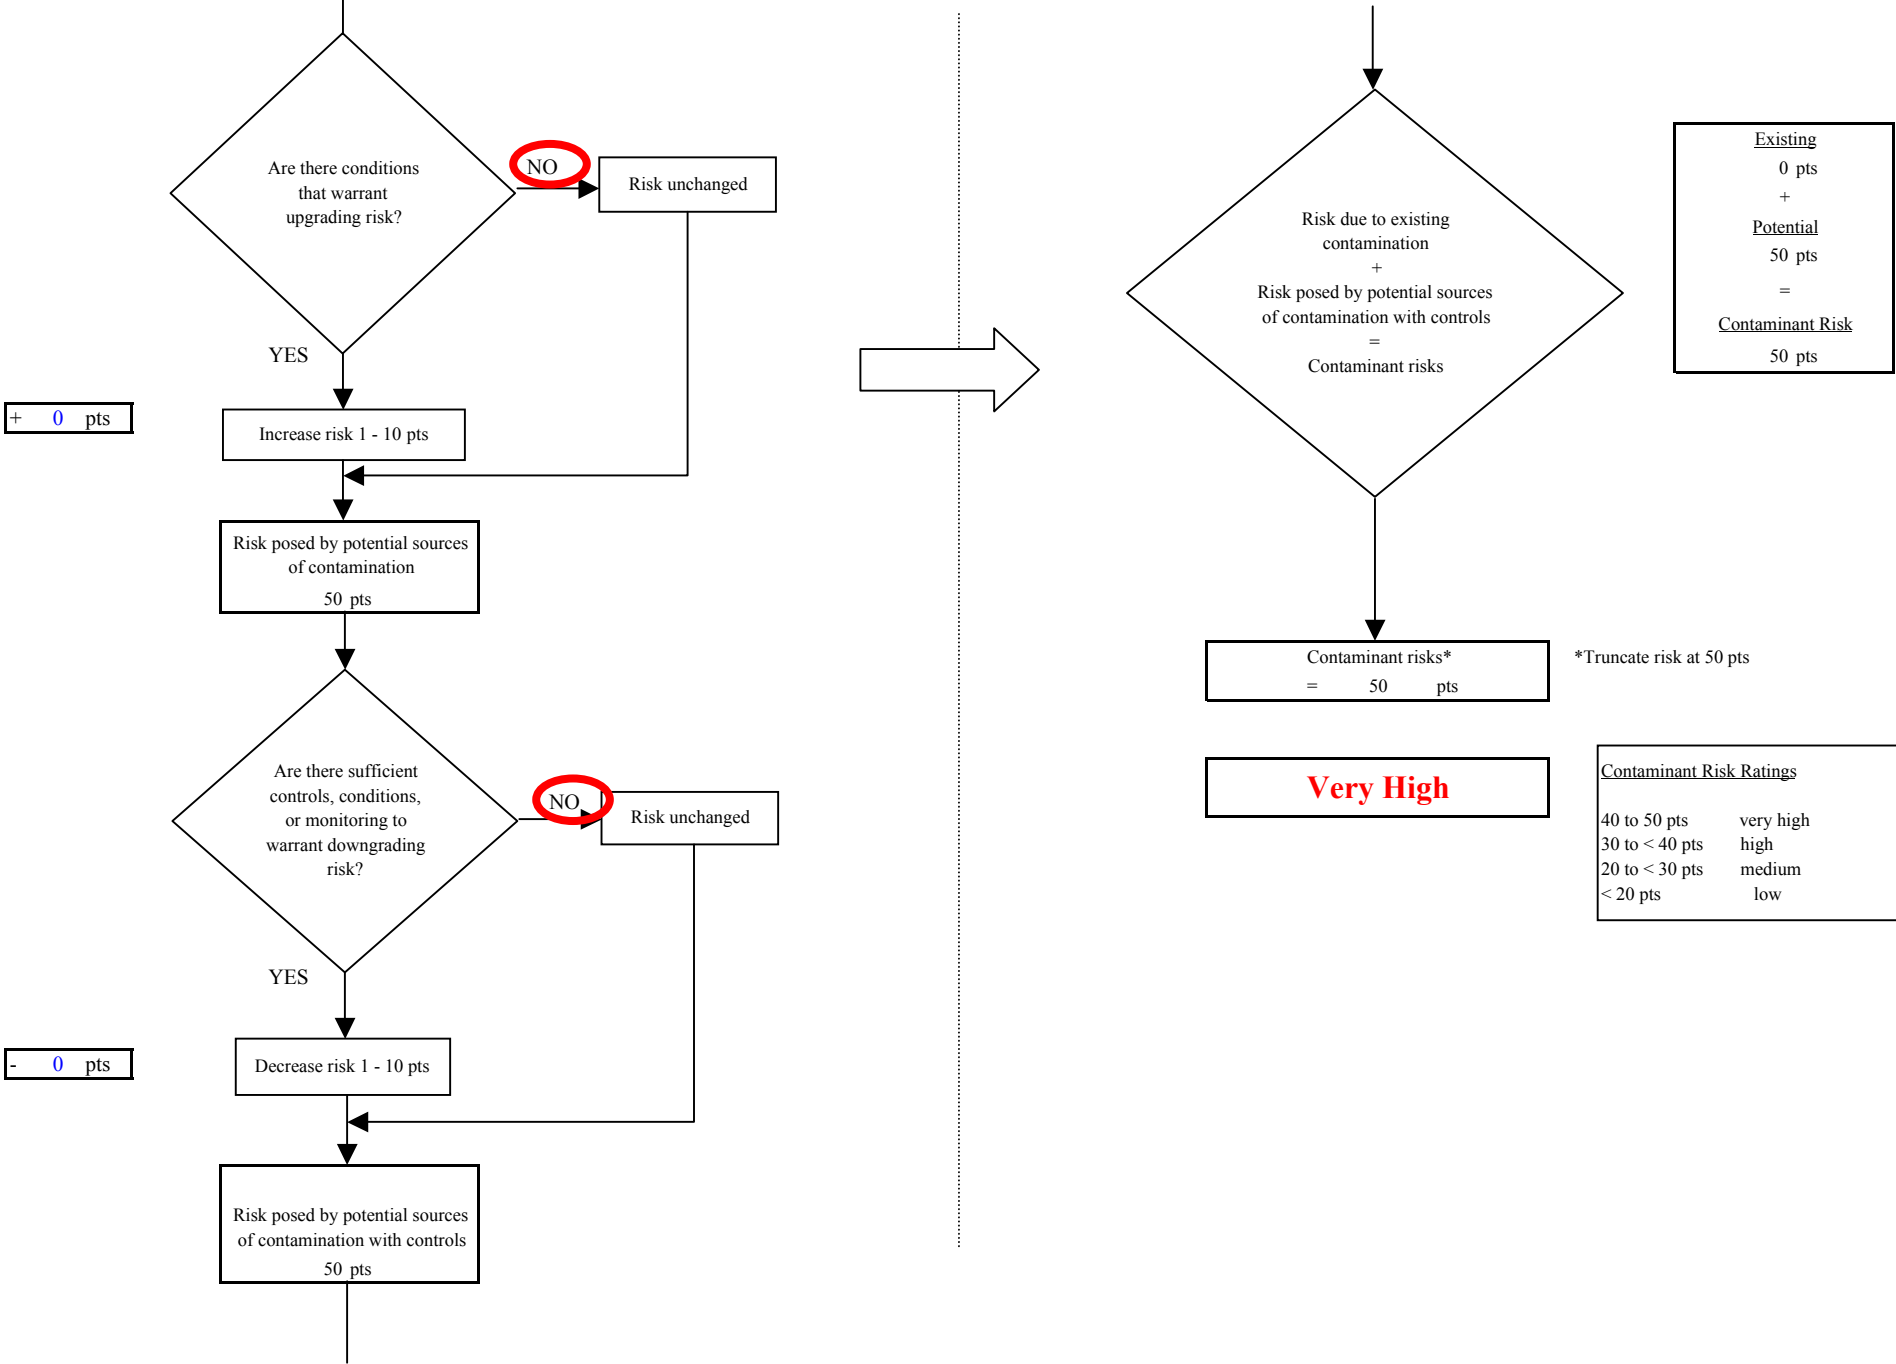 Are there conditions
that warrant
upgrading risk?
NO
Risk unchanged
YES
+ 0 pts
Increase risk 1 - 10 pts
Risk posed by potential sources
of contamination
50 pts
Are there sufficient
controls, conditions,
or monitoring to
warrant downgrading
risk?
NO
Risk unchanged
YES
- 0 pts
Decrease risk 1 - 10 pts
Risk posed by potential sources
of contamination with controls
50 pts
Risk due to existing
contamination
+
Risk posed by potential sources
of contamination with controls
=
Contaminant risks
Existing
0 pts
+
Potential
50 pts
=
Contaminant Risk
50 pts
Contaminant risks*
= 50 pts
*Truncate risk at 50 pts
Very High
Contaminant Risk Ratings
40 to 50 pts very high
30 to < 40 pts high
20 to < 30 pts medium
< 20 pts low